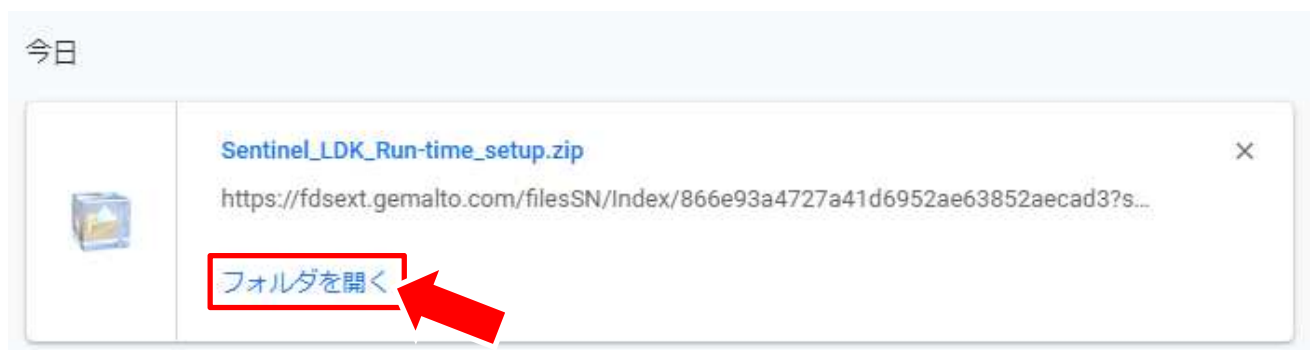 今日
Sentinel_LDK_Run-time_setup.zip
https://fdsext.gemalto.com/filesSN/Index/866e93a4727a41d6952ae63852aecad3?s...
フォルダを開く